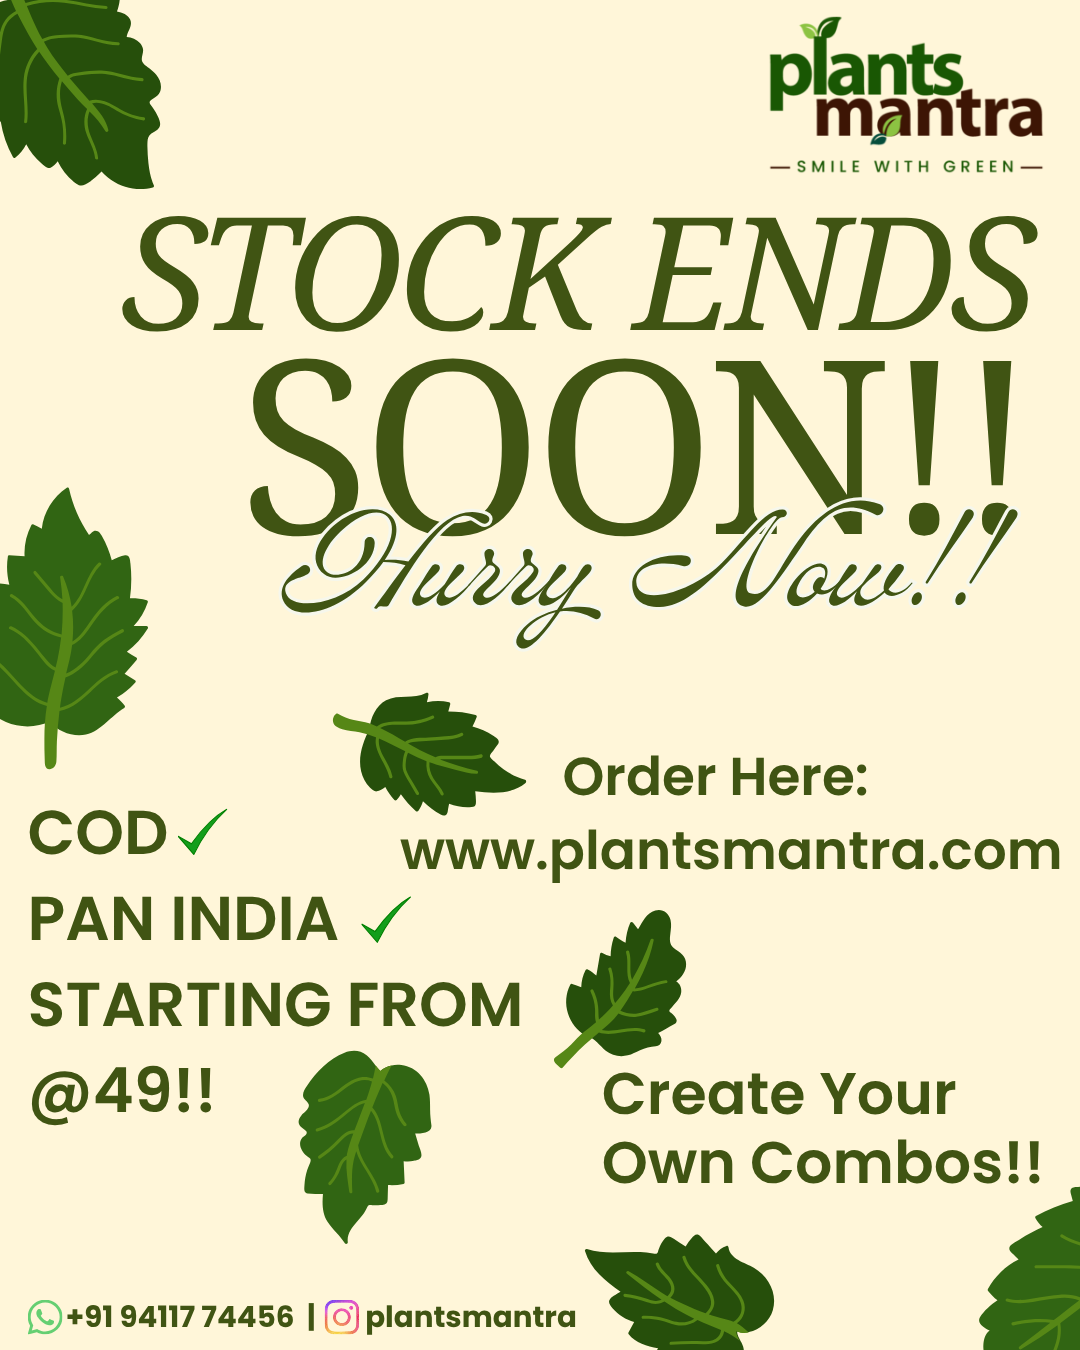 plants
mantra
SMILE WITH GREEN
STOCK ENDS
SOON!!
Hurry Now!!
Order Here:
www.plantsmantra.com
COD
PAN INDIA
STARTING FROM
@49!!
Create Your
Own Combos!!
+91 94117 74456 | plantsmantra